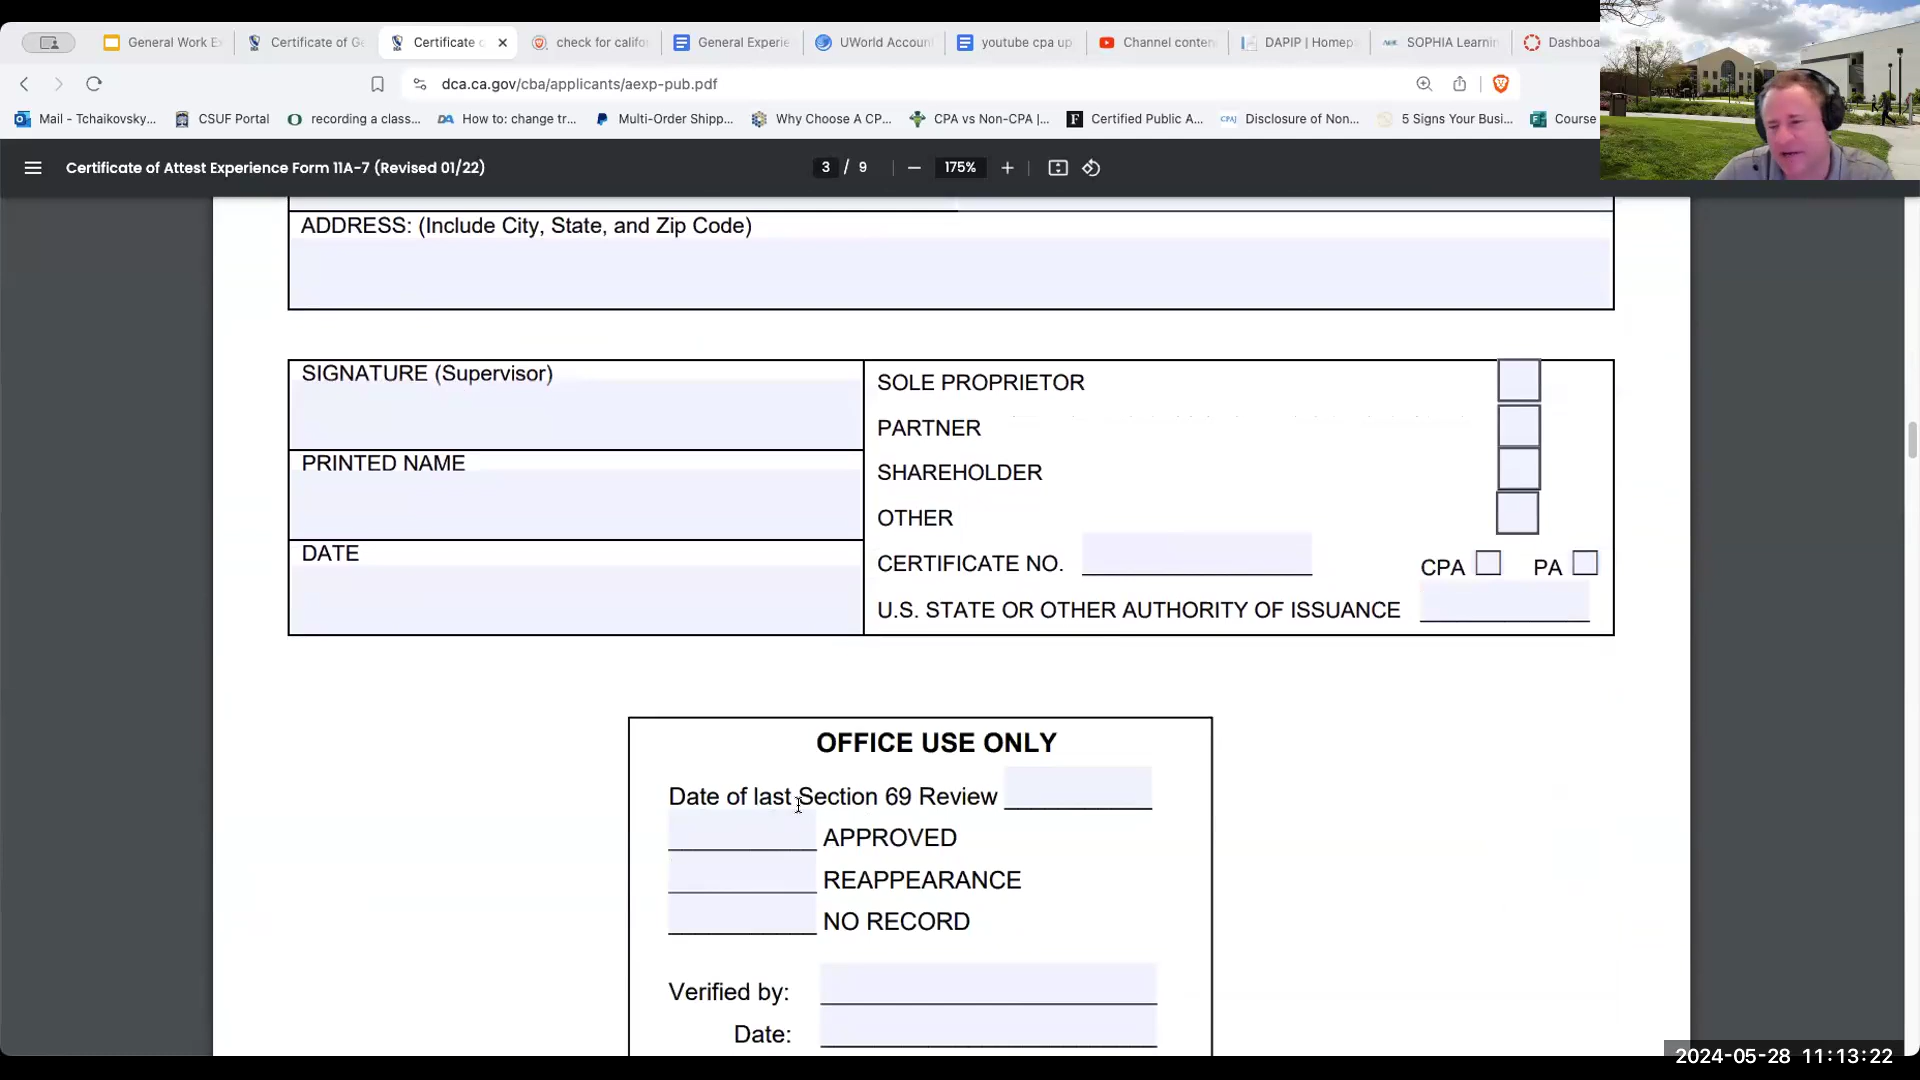 General Work Ex
Certificate of Ge
Certificate o
check for califo
General Experie
UWorld Accoun
youtube cpa up
Channel conten
DAPIP | Homep
SOPHIA Learnin
Dashboa
dca.ca.gov/cba/applicants/aexp-pub.pdf
Mail - Tchaikovsky...
CSUF Portal
recording a class...
DA How to: change tr...
Multi-Order Shipp...
Why Choose A CP...
CPA vs Non-CPA |...
F Certified Public A...
CPAJ Disclosure of Non...
5 Signs Your Busi...
Course
Certificate of Attest Experience Form 11A-7 (Revised 01/22)
3 / 9
175%
ADDRESS: (Include City, State, and Zip Code)
SIGNATURE (Supervisor)
PRINTED NAME
DATE
SOLE PROPRIETOR
PARTNER
SHAREHOLDER
OTHER
CERTIFICATE NO.
CPA
PA
U.S. STATE OR OTHER AUTHORITY OF ISSUANCE
OFFICE USE ONLY
Date of last Section 69 Review
APPROVED
REAPPEARANCE
NO RECORD
Verified by:
Date:
2024-05-28 11:13:22